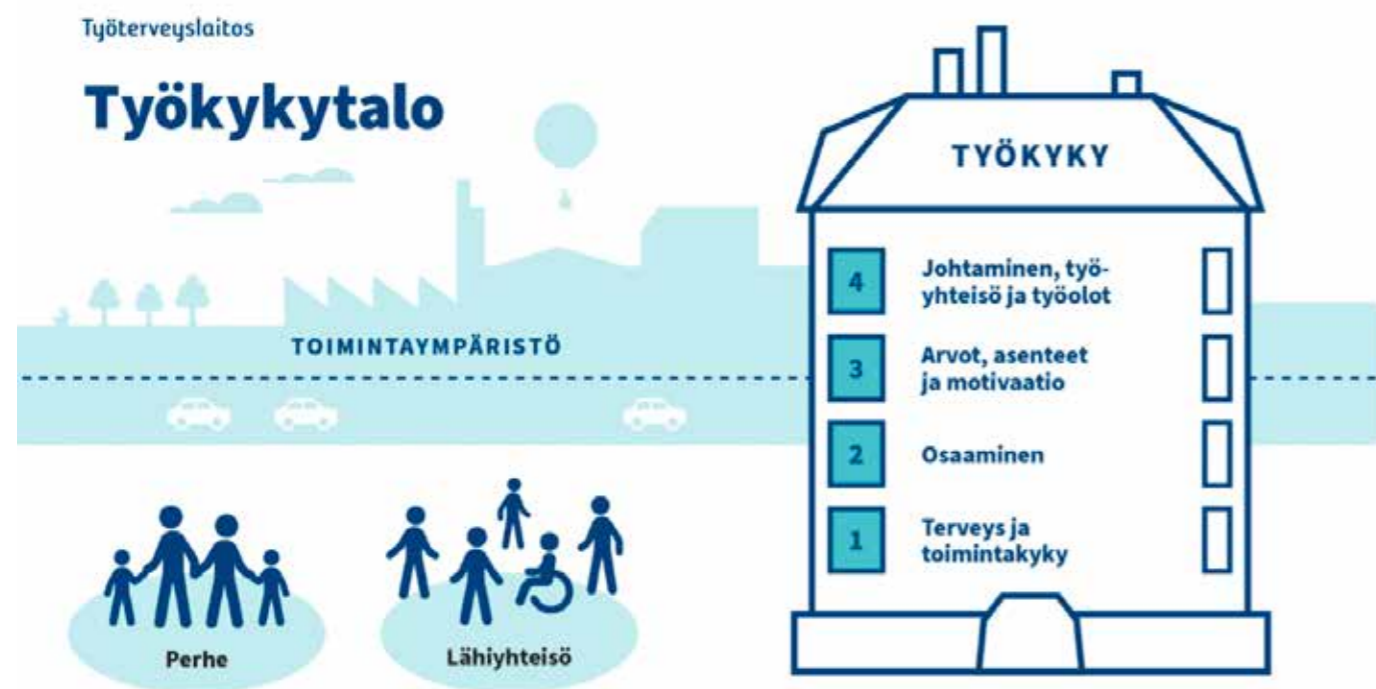 Työterveyslaitos
Työkykytalo
TYÖKYKY
4
Johtaminen, työ-
yhteisö ja työolot
3
Arvot, asenteet
ja motivaatio
2
Osaaminen
1
Terveys ja
toimintakyky
TOIMINTAYMPÄRISTÖ
Perhe
Lähiyhteisö